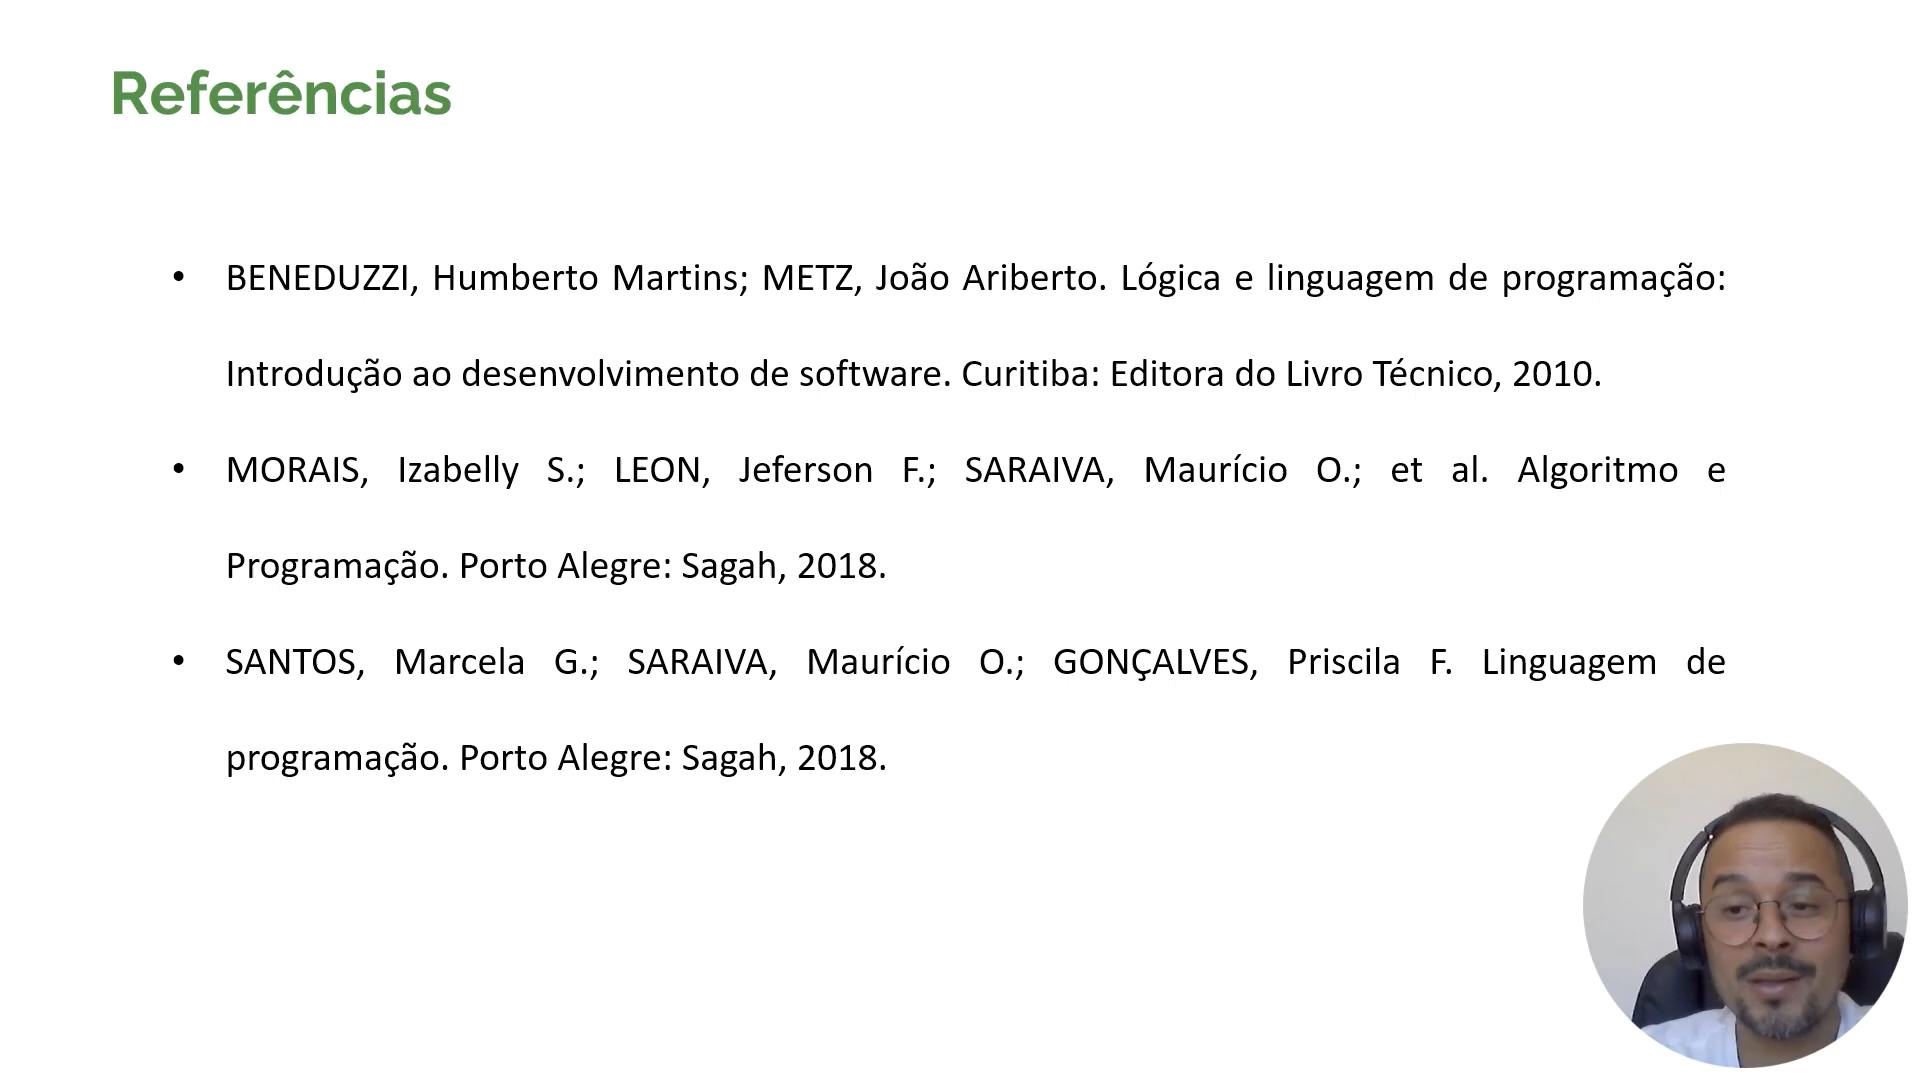 Referências
• BENEDUZZI, Humberto Martins; METZ, João Ariberto. Lógica e linguagem de programação:
Introdução ao desenvolvimento de software. Curitiba: Editora do Livro Técnico, 2010.
• MORAIS, Izabelly S.; LEON, Jeferson F.; SARAIVA, Maurício O.; et al. Algoritmo e
Programação. Porto Alegre: Sagah, 2018.
• SANTOS, Marcela G.; SARAIVA, Maurício O.; GONÇALVES, Priscila F. Linguagem de
programação. Porto Alegre: Sagah, 2018.